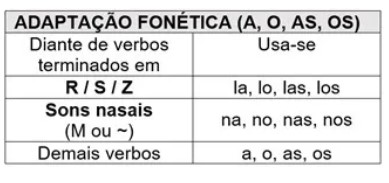 ADAPTAÇÃO FONÉTICA (A, O, AS, OS)
Diante de verbos terminados em
Usa-se
R / S / Z
la, lo, las, los
Sons nasais
(M ou ~)
na, no, nas, nos
Demais verbos
a, o, as, os